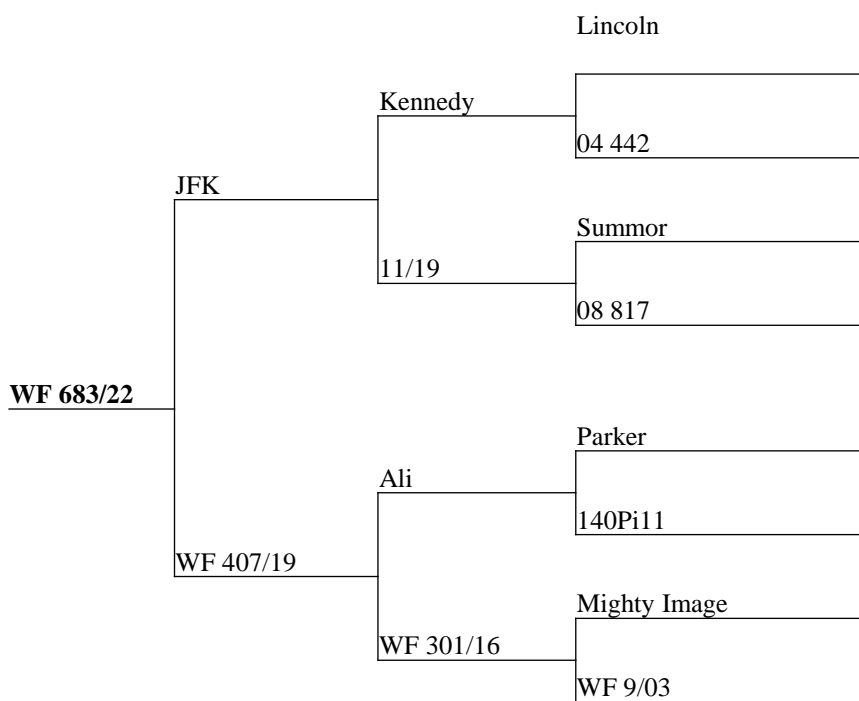 Lincoln
Kennedy
04 442
JFK
Summor
11/19
08 817
WF 683/22
Parker
Ali
140Pi11
WF 407/19
Mighty Image
WF 301/16
WF 9/03